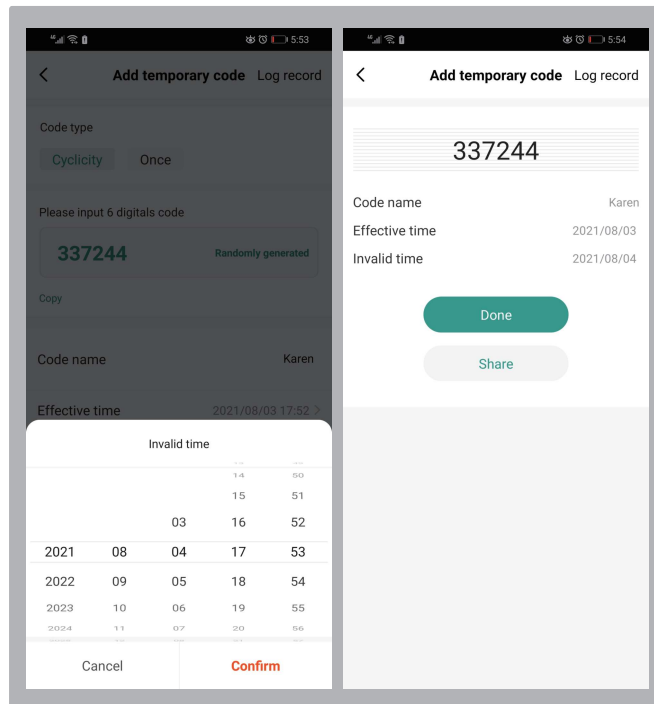 4G 5:53
Add temporary code Log record
Code type
Cyclicity Once
Please input 6 digitals code
337244 Randomly generated
Copy
Code name Karen
Effective time 2021/08/03 17:52
Invalid time
14 50
15 51
03 16 52
2021 08 04 17 53
2022 09 05 18 54
2023 10 06 19 55
2024 11 07 20 56
Cancel Confirm
4G 5:54
Add temporary code Log record
337244
Code name Karen
Effective time 2021/08/03
Invalid time 2021/08/04
Done
Share